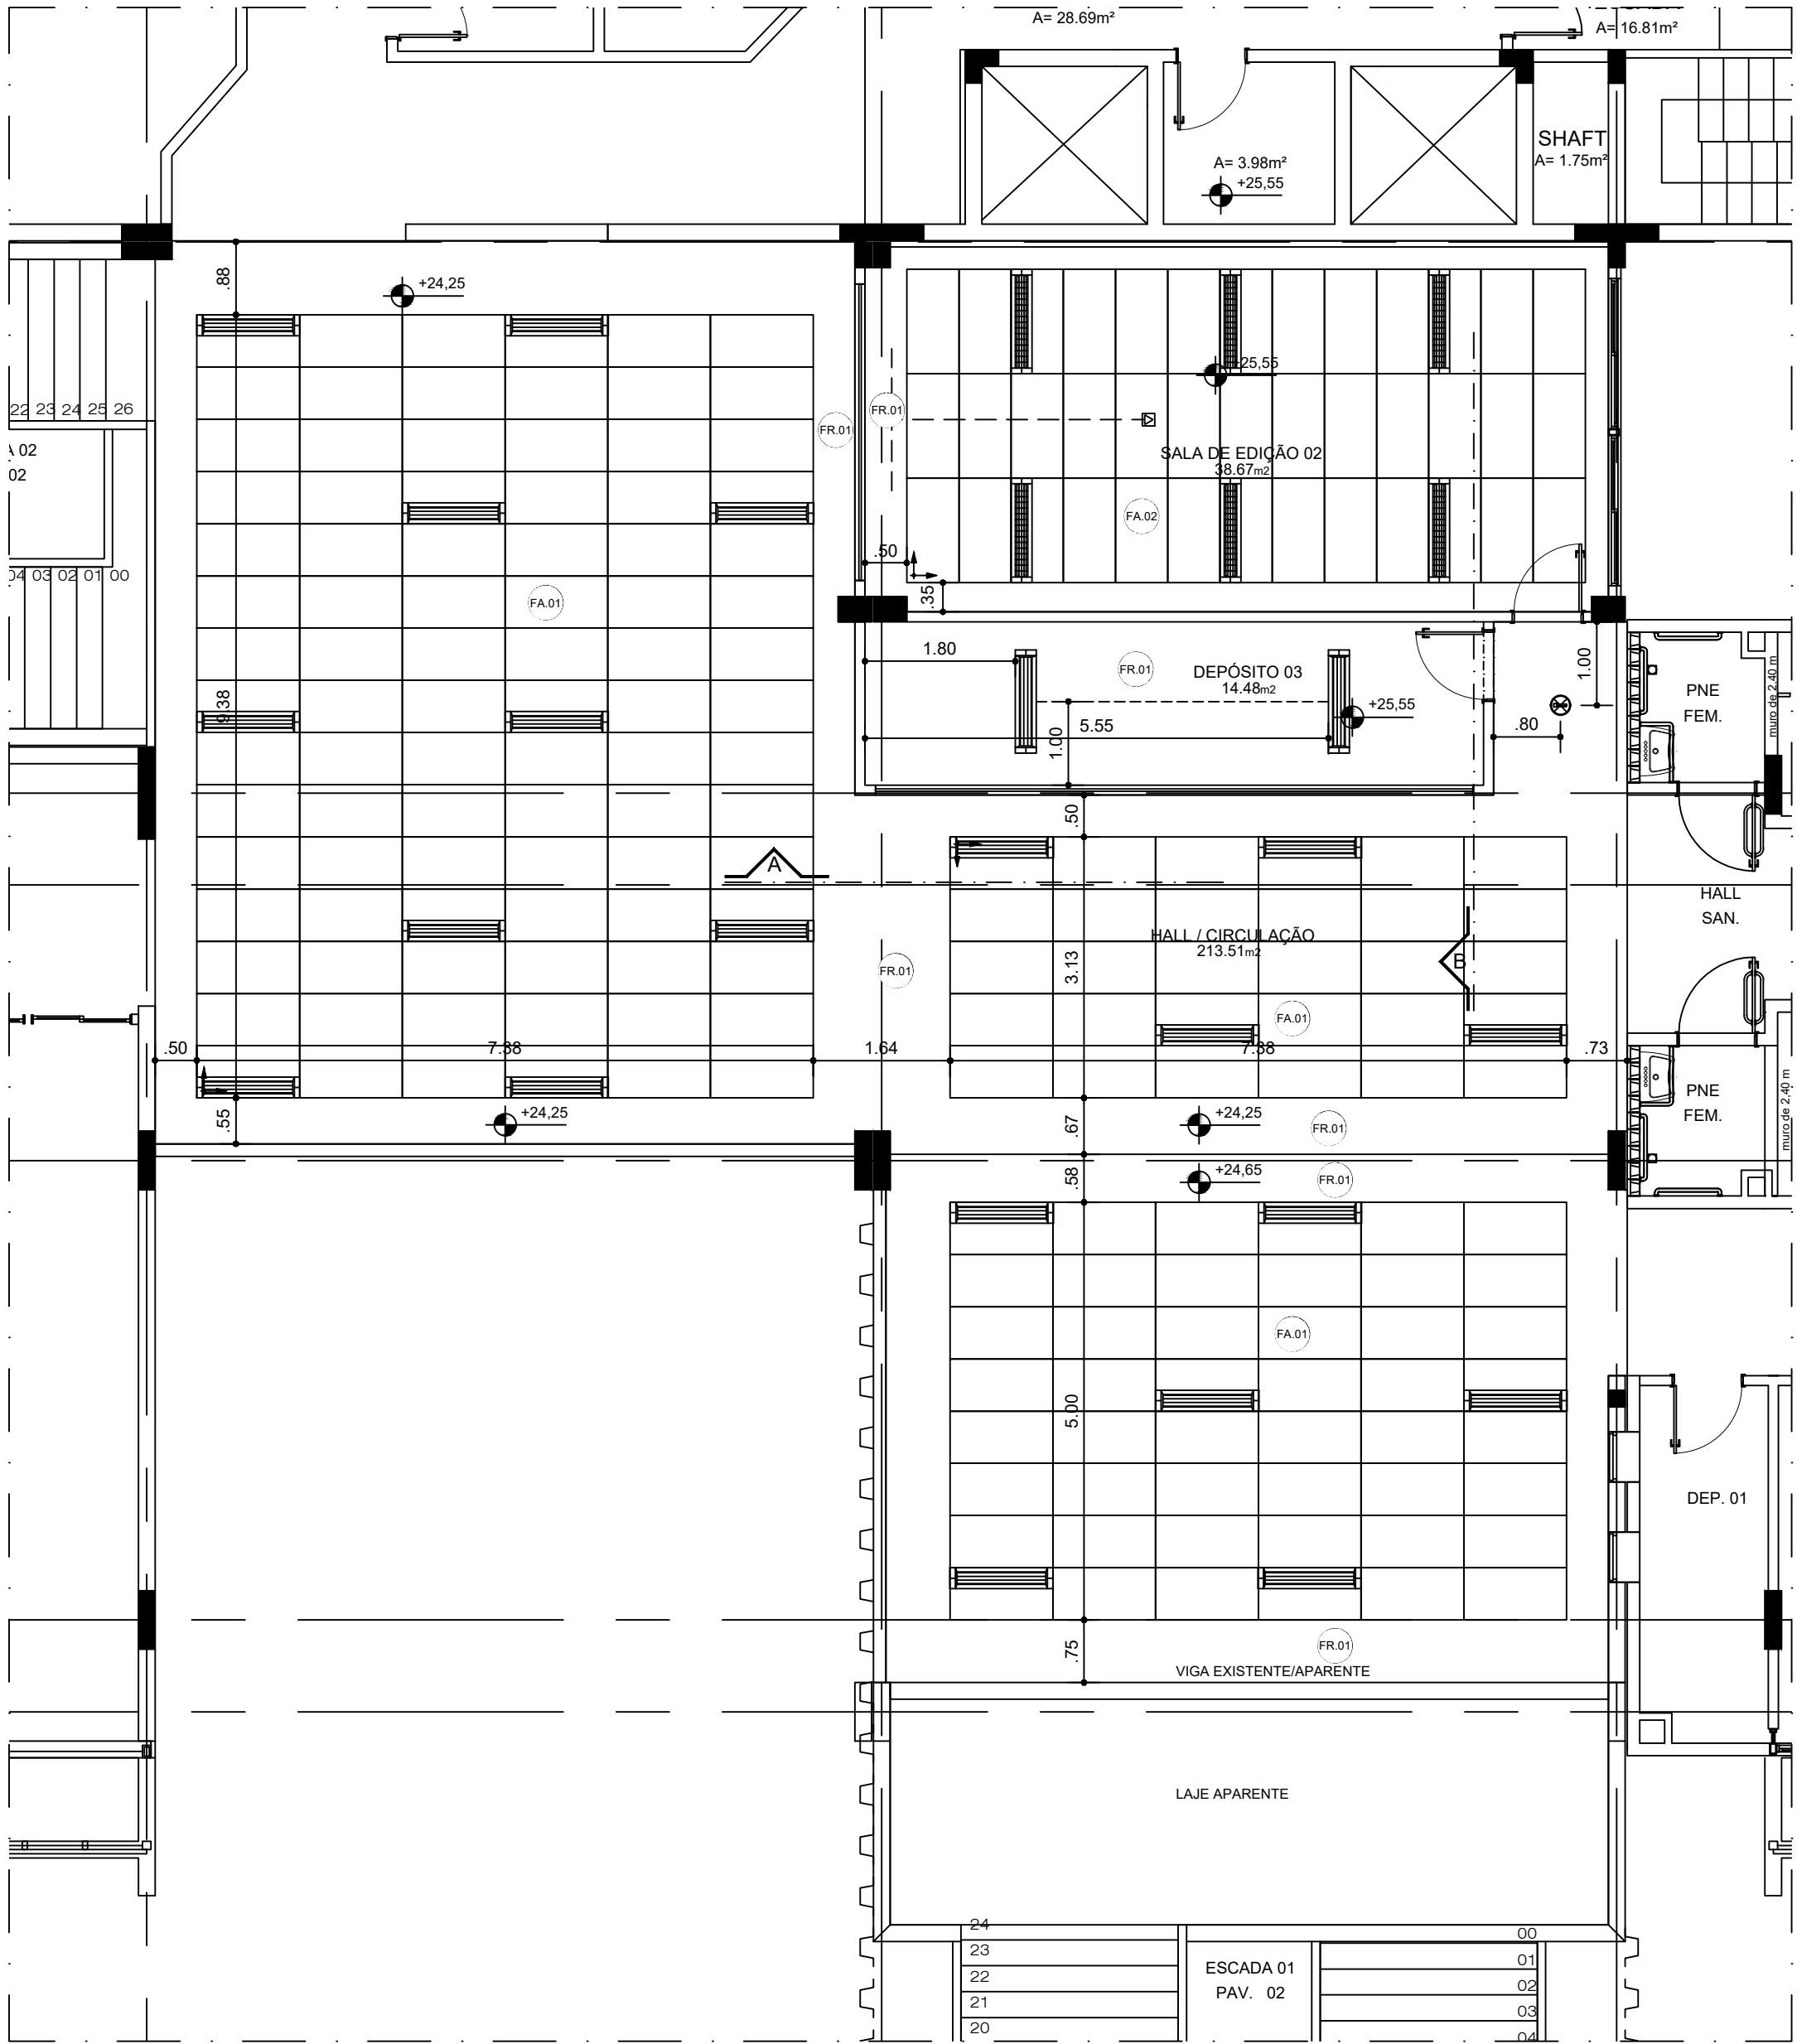 A= 28.69m²
A= 16.81m²
SHAFT
A= 1.75m²
A= 3.98m²
+25,55
.88
+24,25
22 23 24 25 26
A 02
02
04 03 02 01 00
FR.01
FR.01
+25,55
SALA DE EDIÇÃO 02
38.67m2
FA.02
.50
.35
FA.01
1.80
FR.01
DEPÓSITO 03
14.48m2
+25,55
5.55
1.00
1.00
.80
PNE
FEM.
muro de 2,40 m
9.38
.50
A
HALL / CIRCULAÇÃO
213.51m2
B
HALL
SAN.
3.13
FR.01
FA.01
.50
7.38
1.64
7.38
.73
PNE
FEM.
muro de 2,40 m
.55
+24,25
.67
+24,25
FR.01
.58
+24,65
FR.01
FA.01
5.00
DEP. 01
.75
FR.01
VIGA EXISTENTE/APARENTE
LAJE APARENTE
24
23
22
21
20
ESCADA 01
PAV. 02
00
01
02
03
04